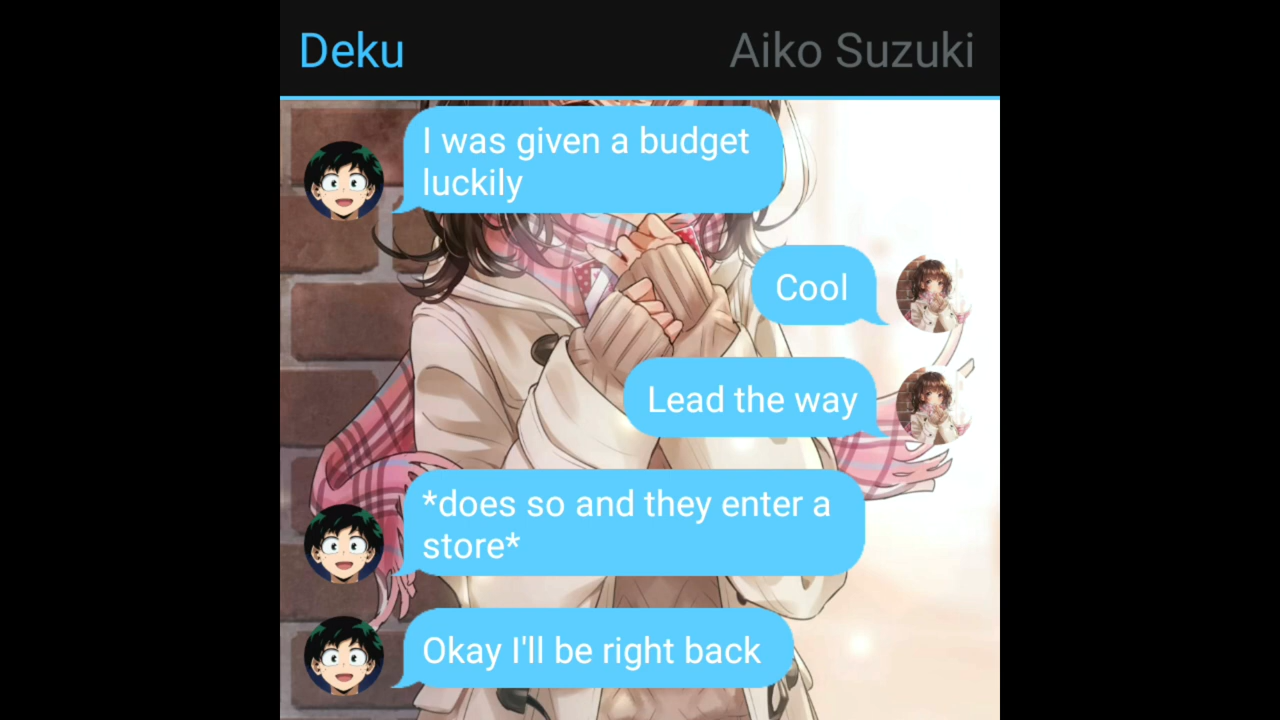 Deku
Aiko Suzuki
I was given a budget
luckily
Cool
Lead the way
*does so and they enter a
store*
Okay I'll be right back